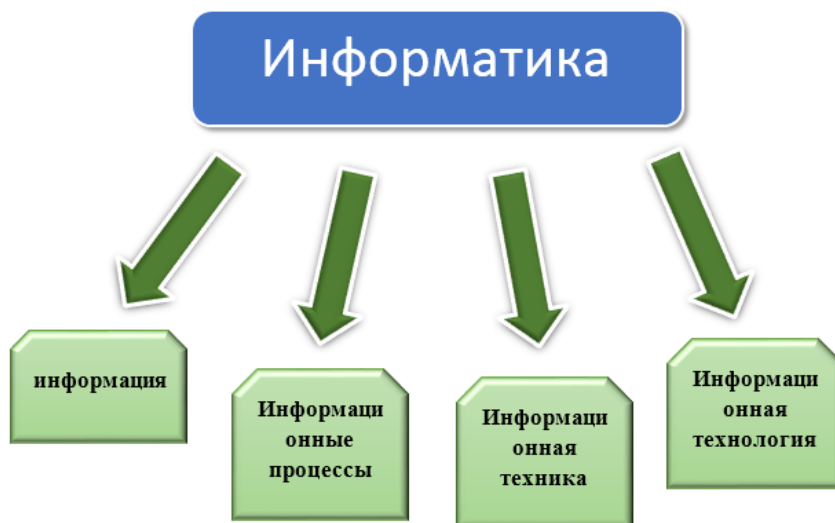 Информатика
информация
Информаци
онные
процессы
Информаци
онная
техника
Информаци
онная
технология